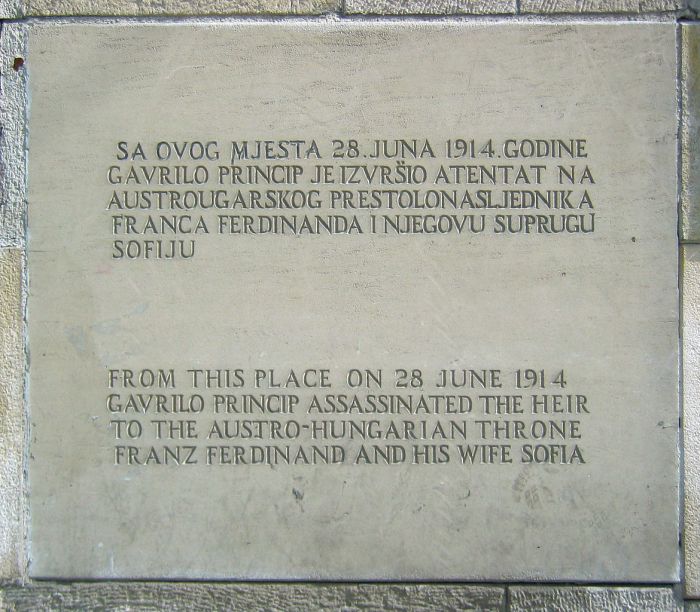 SA OVOG MJESTA 28.JUNA 1914.GODINE
GAVRILO PRINCIP JE IZVRŠIO ATENTAT NA
AUSTROUGARSKOG PRESTOLONASLJEDNIKA
FRANCA FERDINANDA I NJEGOVU SUPRUGU
SOFIJU
FROM THIS PLACE ON 28 JUNE 1914
GAVRILO PRINCIP ASSASSINATED THE HEIR
TO THE AUSTRO-HUNGARIAN THRONE
FRANZ FERDINAND AND HIS WIFE SOFIA